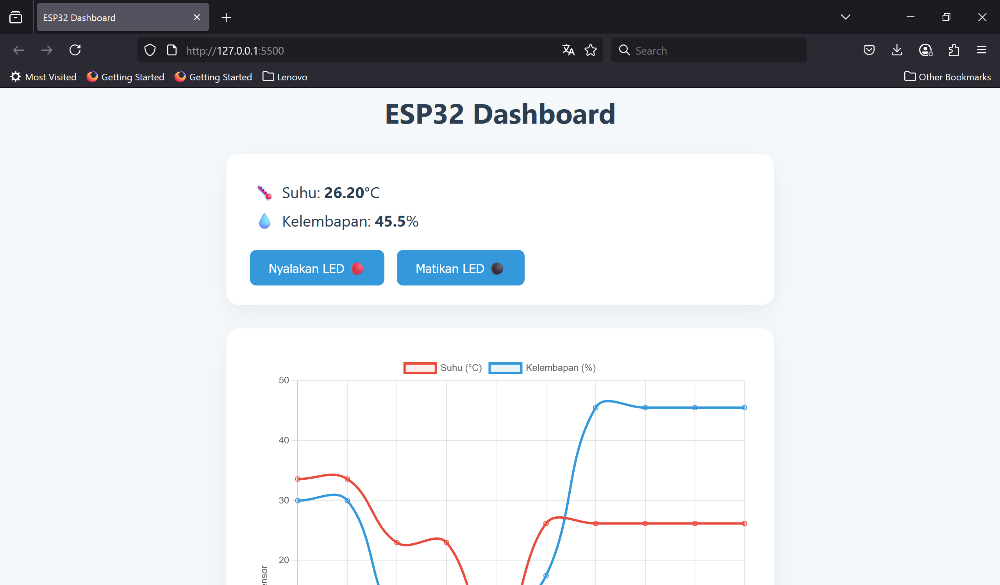 ESP32 Dashboard
http://127.0.0.1:5500
Search
Most Visited
Getting Started
Getting Started
Lenovo
Other Bookmarks
ESP32 Dashboard
Suhu: 26.20°C
Kelembapan: 45.5%
Nyalakan LED
Matikan LED
Suhu (°C)
Kelembapan (%)
50
40
30
20